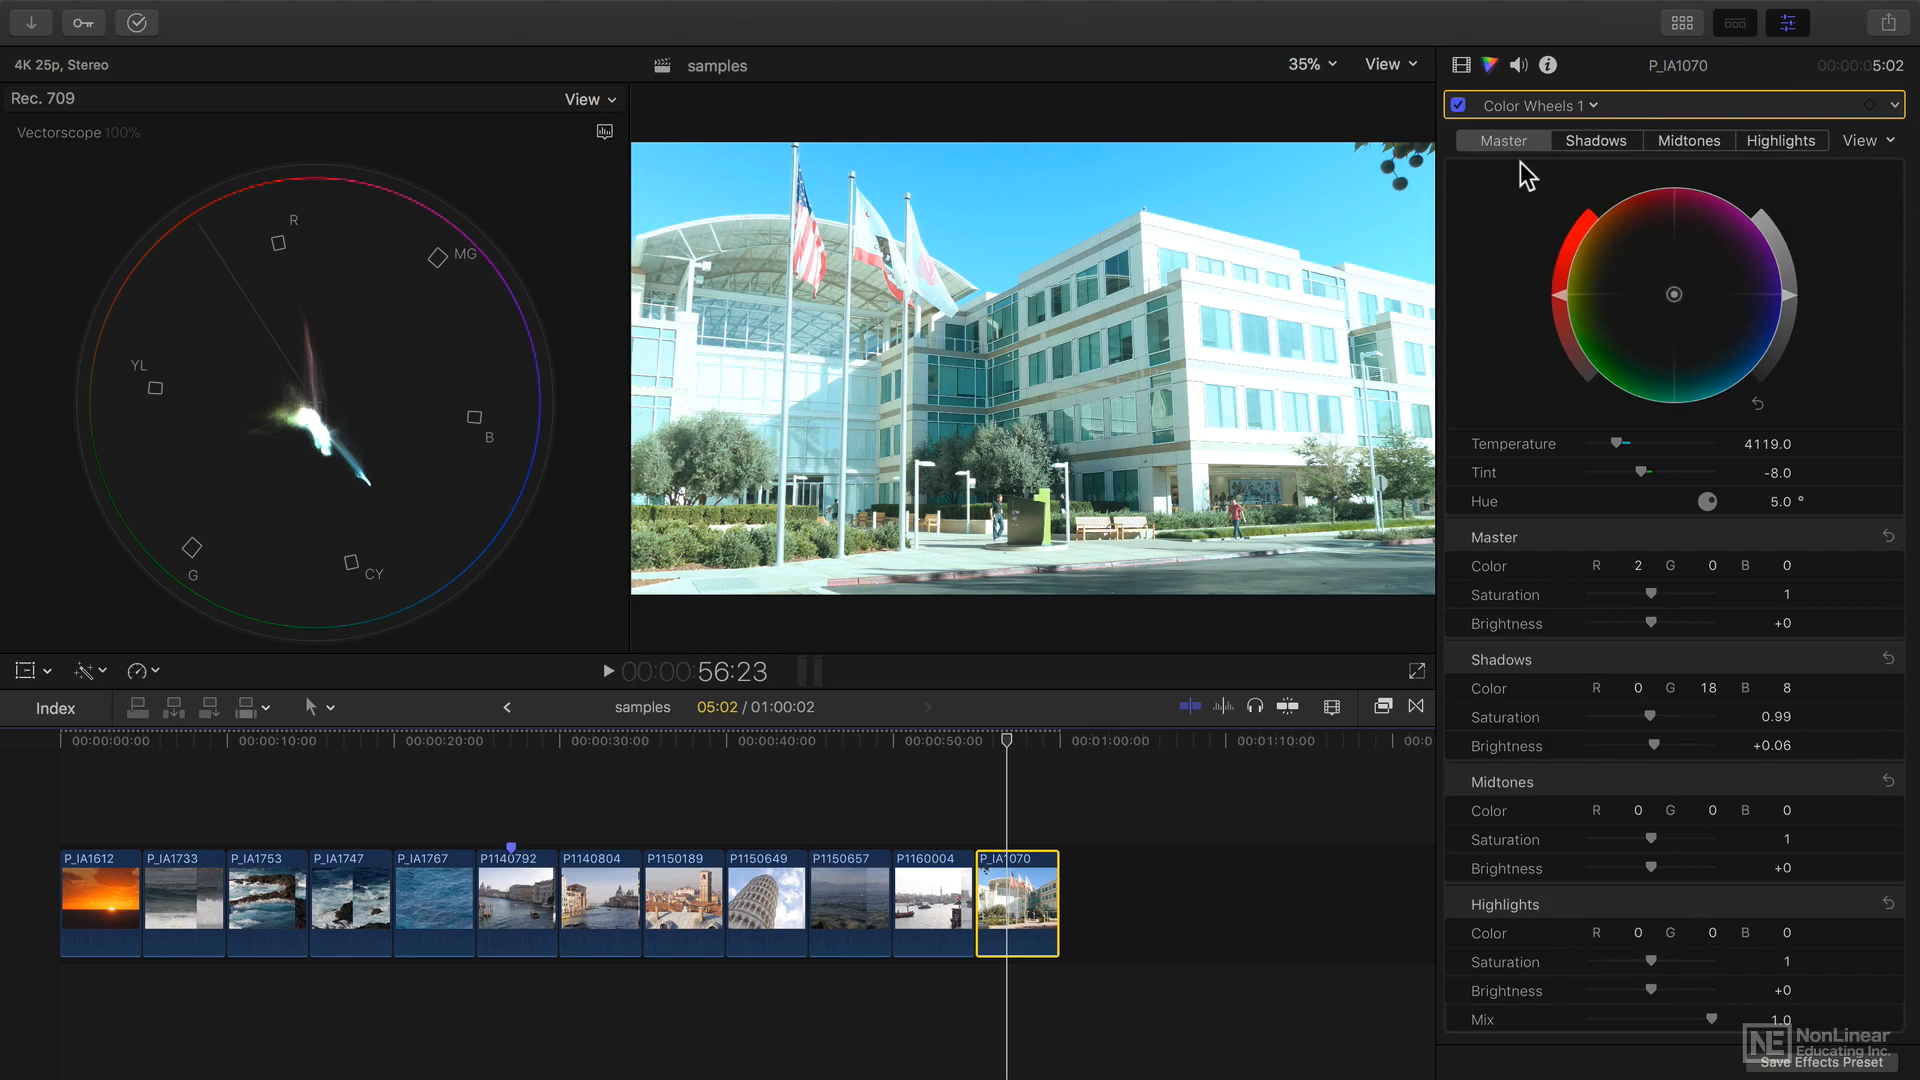 4K 25p, Stereo
samples
35%
View
P_IA1070
00:00:05:02
Rec. 709
View
Color Wheels 1
Vectorscope 100%
Master Shadows Midtones Highlights View
R
MG
YL
B
G
CY
Temperature 4119.0
Tint -8.0
Hue 5.0 °
Master
Color R 2 G 0 B 0
Saturation 1
Brightness +0
Shadows
Color R 0 G 18 B 8
Saturation 0.99
Brightness +0.06
Midtones
Color R 0 G 0 B 0
Saturation 1
Brightness +0
Highlights
Color R 0 G 0 B 0
Saturation 1
Brightness +0
Mix 1.0
00:00:00:56:23
Index
samples
05:02 / 01:00:02
00:00:00:00 00:00:10:00 00:00:20:00 00:00:30:00 00:00:40:00 00:00:50:00 00:01:00:00 00:01:10:00 00:0
P_IA1612 P_IA1733 P_IA1753 P_IA1747 P_IA1767 P1140792 P1140804 P1150189 P1150649 P1150657 P1160004 P_IA1070
NE NonLinear
Educating Inc.
Save Effects Preset